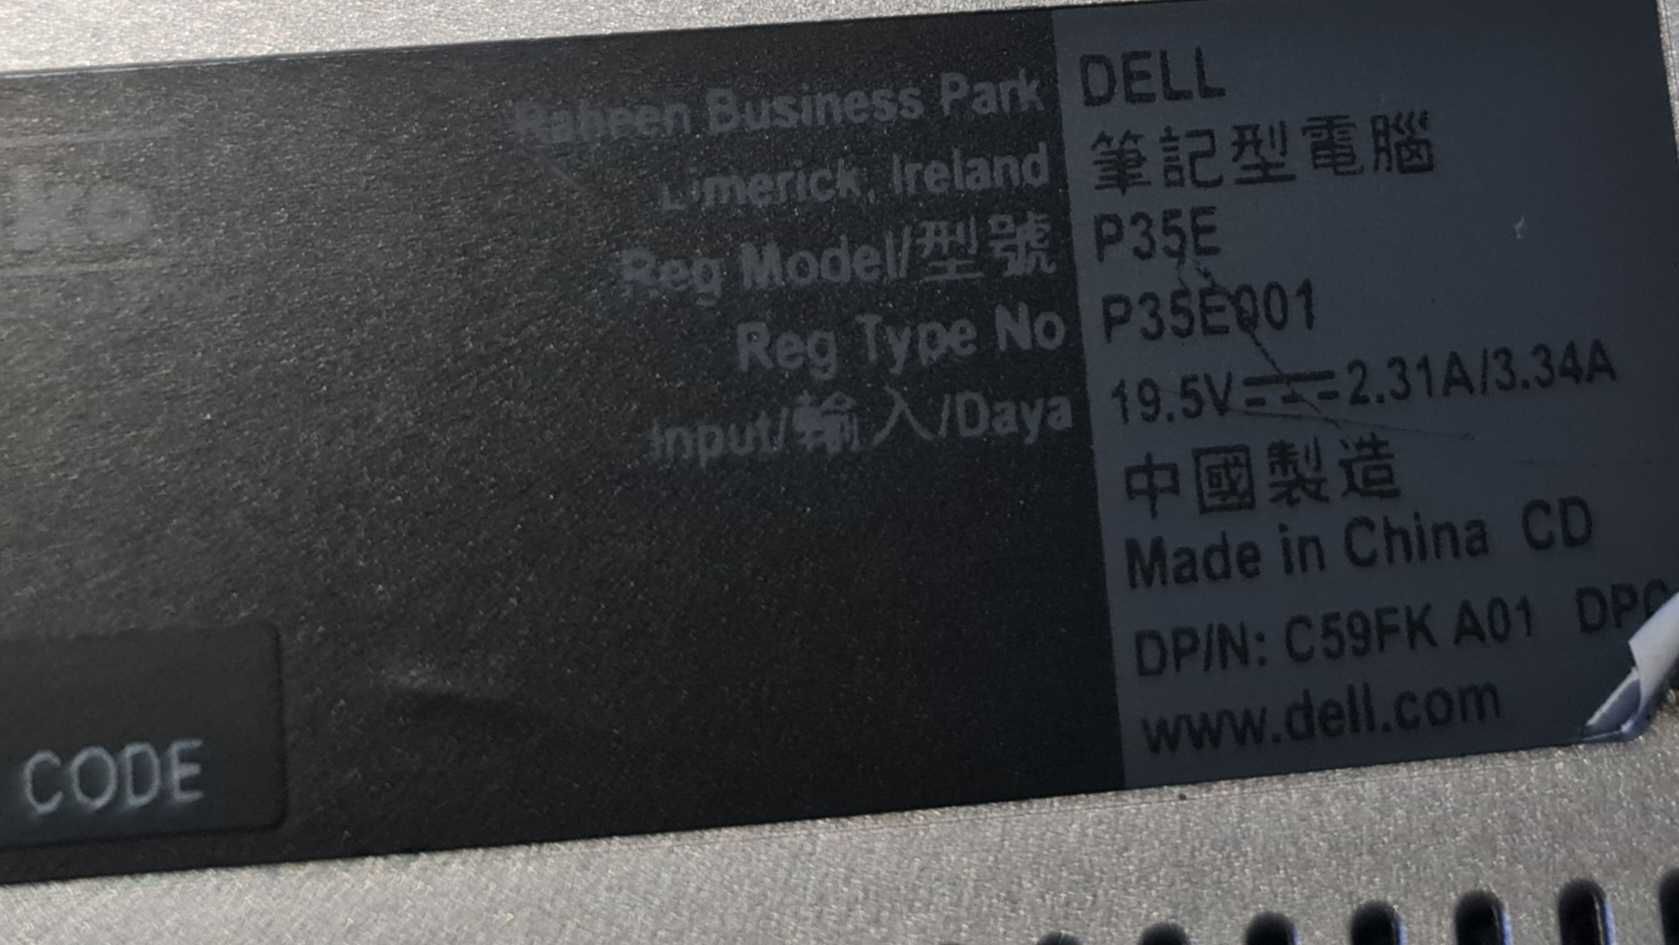 Raheen Business Park
Limerick, Ireland
Reg Model/型號
Reg Type No
Input/輸入/Daya
CODE
DELL
筆記型電腦
P35E
P35E001
19.5V⎓2.31A/3.34A
中國製造
Made in China CD
DP/N: C59FK A01
www.dell.com